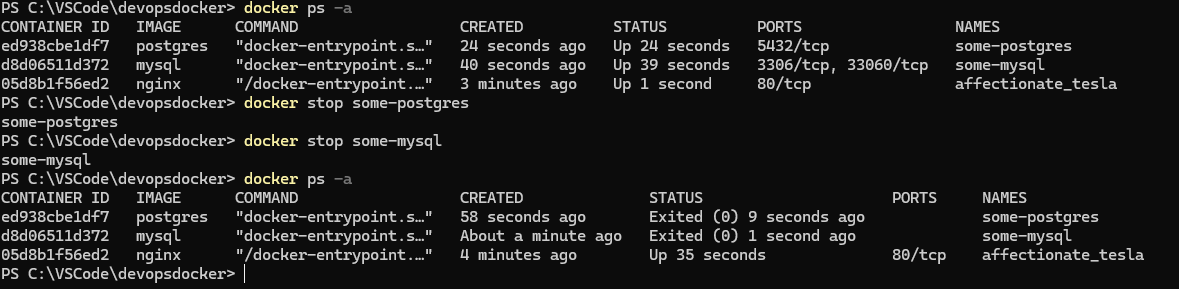 PS C:\VSCode\devopsdocker> docker ps -a
CONTAINER ID   IMAGE      COMMAND                  CREATED          STATUS          PORTS                 NAMES
ed938cbe1df7   postgres   "docker-entrypoint.s…"   24 seconds ago   Up 24 seconds   5432/tcp              some-postgres
d8d06511d372   mysql      "docker-entrypoint.s…"   40 seconds ago   Up 39 seconds   3306/tcp, 33060/tcp   some-mysql
05d8b1f56ed2   nginx      "/docker-entrypoint.…"   3 minutes ago    Up 1 second     80/tcp                affectionate_tesla
PS C:\VSCode\devopsdocker> docker stop some-postgres
some-postgres
PS C:\VSCode\devopsdocker> docker stop some-mysql
some-mysql
PS C:\VSCode\devopsdocker> docker ps -a
CONTAINER ID   IMAGE      COMMAND                  CREATED              STATUS                     PORTS     NAMES
ed938cbe1df7   postgres   "docker-entrypoint.s…"   58 seconds ago       Exited (0) 9 seconds ago             some-postgres
d8d06511d372   mysql      "docker-entrypoint.s…"   About a minute ago   Exited (0) 1 second ago              some-mysql
05d8b1f56ed2   nginx      "/docker-entrypoint.…"   4 minutes ago        Up 35 seconds              80/tcp    affectionate_tesla
PS C:\VSCode\devopsdocker>